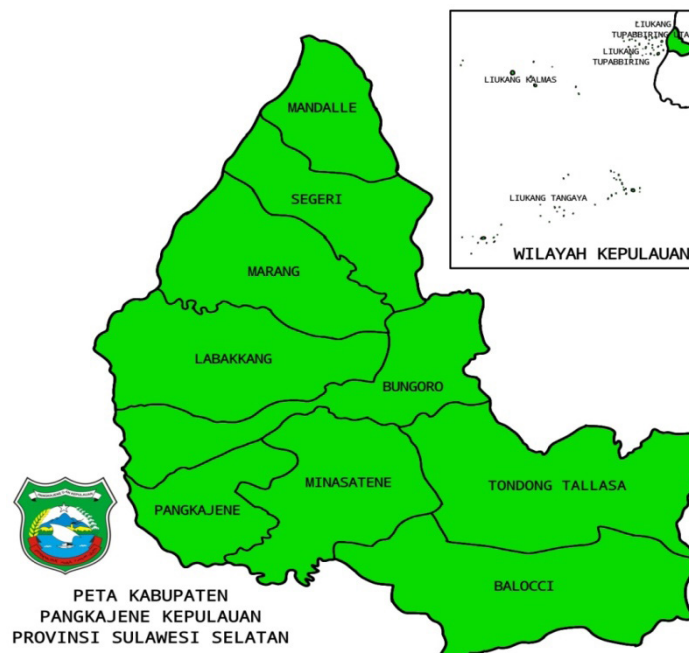 MANDALLE
SEGERI
MARANG
LABAKKANG
BUNGORO
MINASATENE
PANGKAJENE
TONDONG TALLASA
BALOCCI
LIUKANG
TUPABBIRING UTA
LIUKANG
TUPABBIRING
LIUKANG KALMAS
LIUKANG TANGAYA
WILAYAH KEPULAUAN
PETA KABUPATEN
PANGKAJENE KEPULAUAN
PROVINSI SULAWESI SELATAN